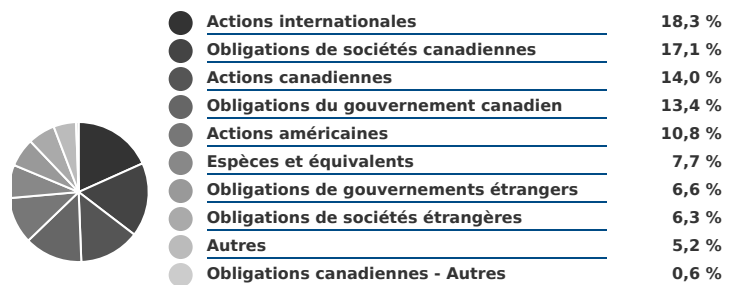 Actions internationales 18,3 %
Obligations de sociétés canadiennes 17,1 %
Actions canadiennes 14,0 %
Obligations du gouvernement canadien 13,4 %
Actions américaines 10,8 %
Espèces et équivalents 7,7 %
Obligations de gouvernements étrangers 6,6 %
Obligations de sociétés étrangères 6,3 %
Autres 5,2 %
Obligations canadiennes - Autres 0,6 %